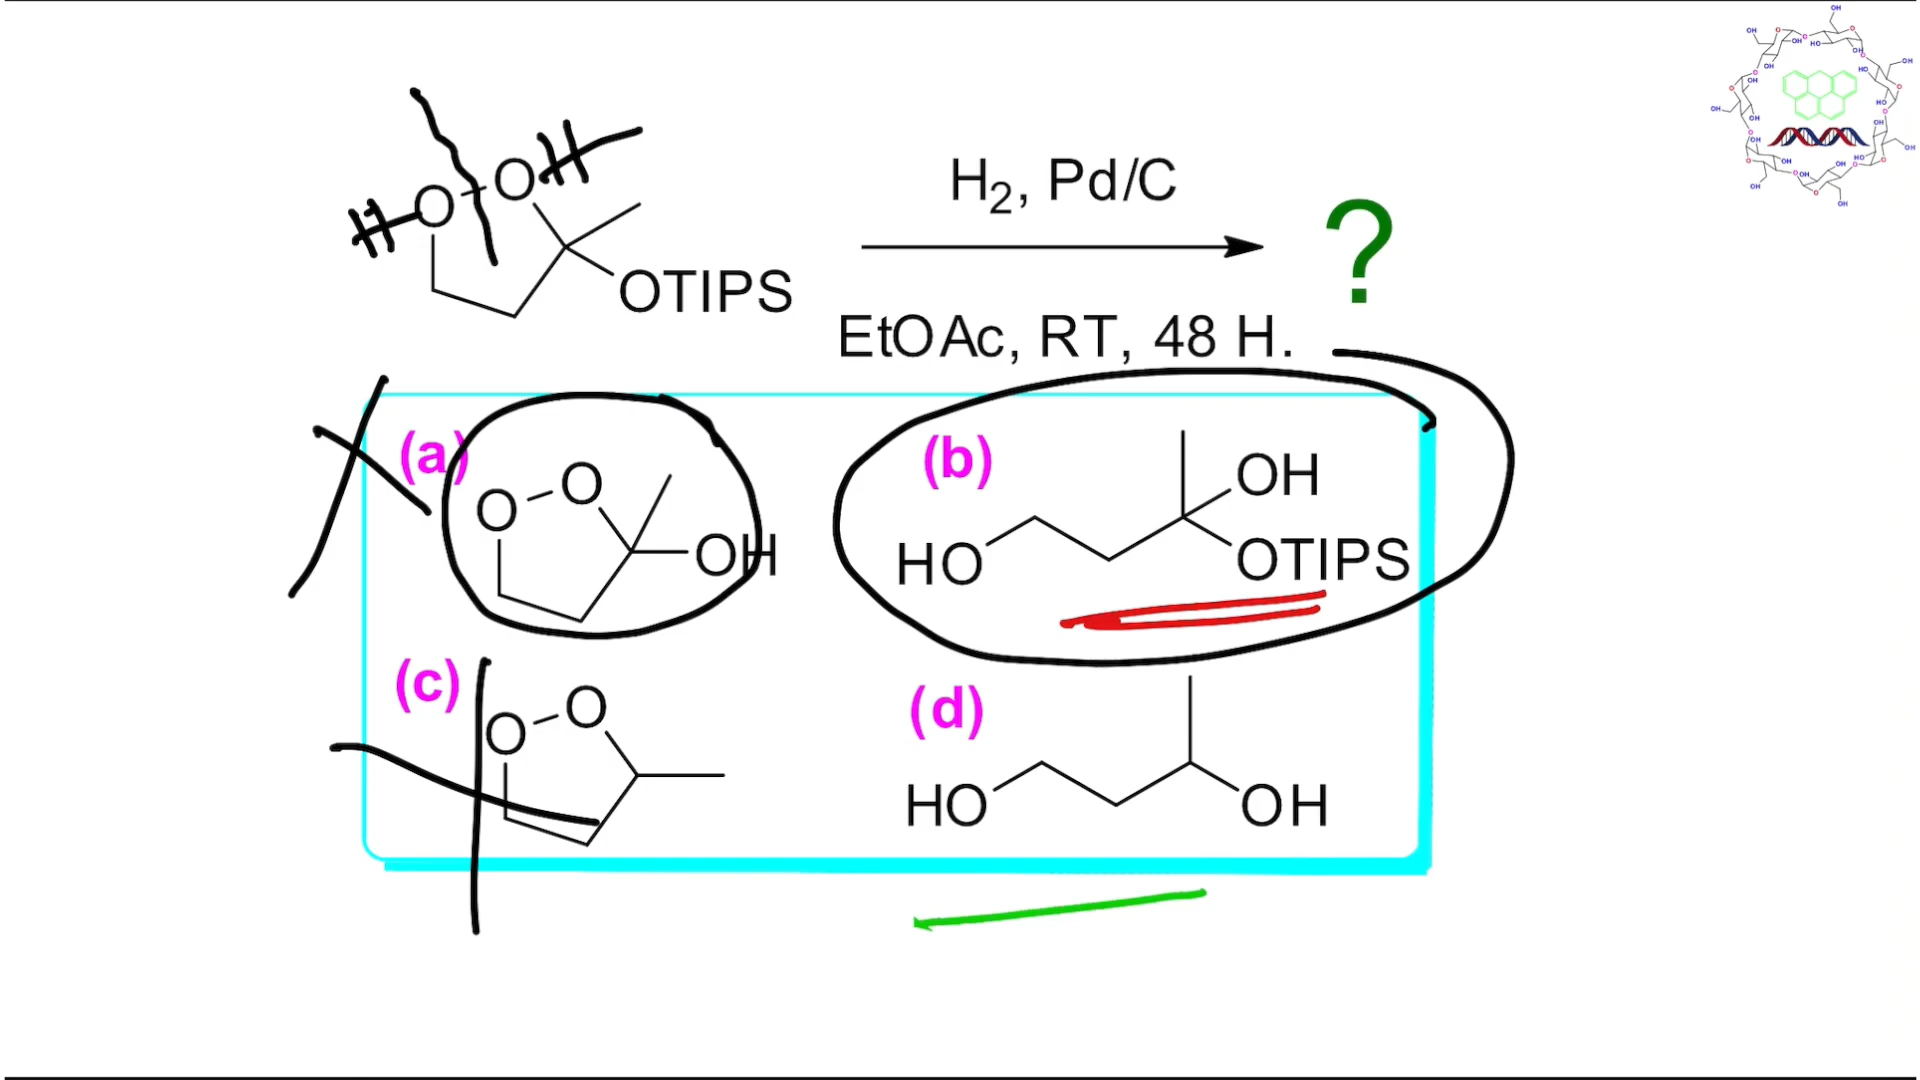 O O H
H
OTIPS
H₂, Pd/C
EtOAc, RT, 48 H.
?
(a)
O O
OH
(b)
OH
HO
OTIPS
(c)
O O
(d)
HO
OH